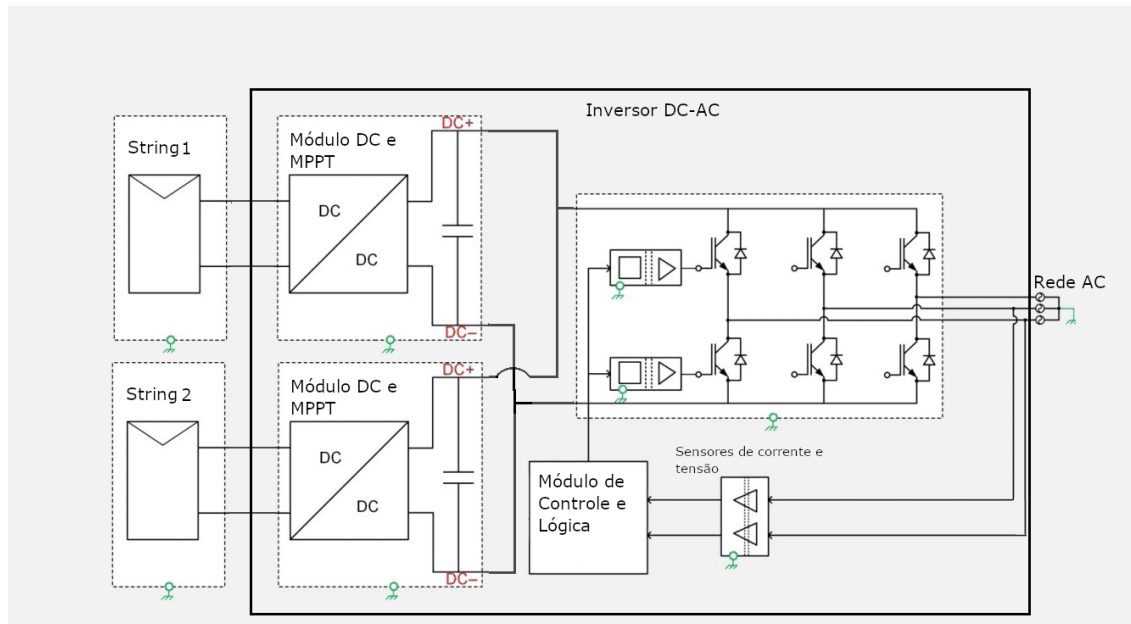 Inversor DC-AC
String 1
Módulo DC e
MPPT
DC+
DC
DC
DC–
Rede AC
String 2
Módulo DC e
MPPT
DC+
DC
DC
DC–
Sensores de corrente e
tensão
Módulo de
Controle e
Lógica